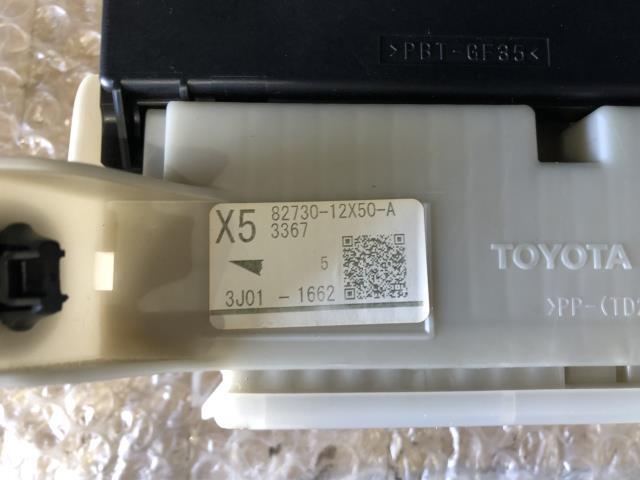 >PBT-GF35<
X5 82730-12X50-A
3367
5
3J01 - 1662
TOYOTA
>PP-(TD2